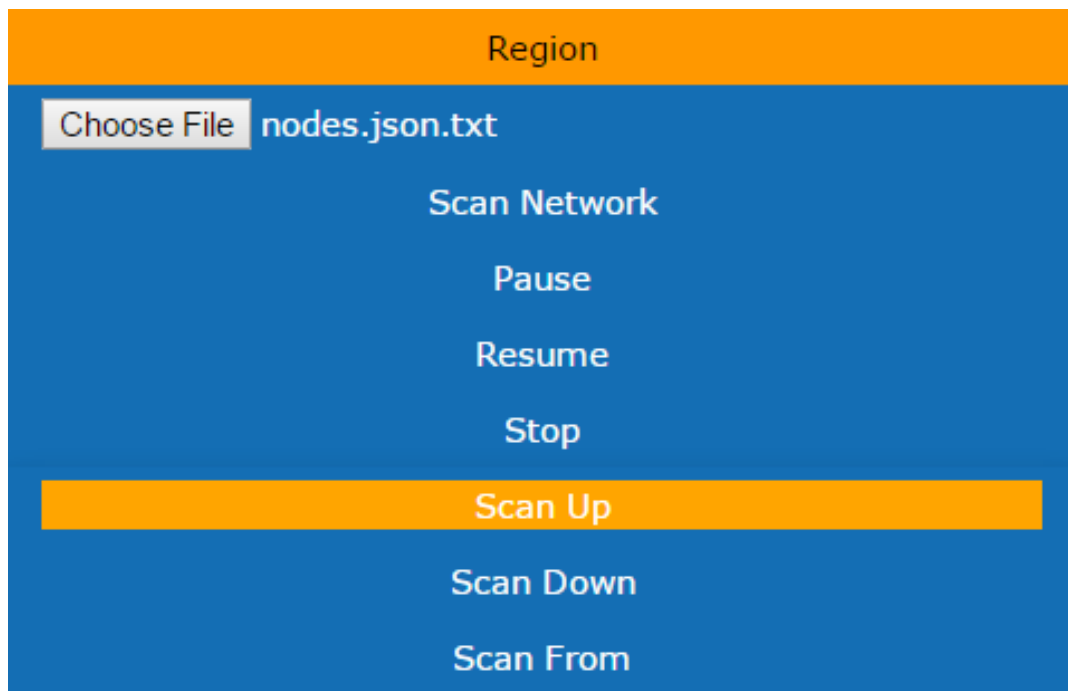 Region
Choose File nodes.json.txt
Scan Network
Pause
Resume
Stop
Scan Up
Scan Down
Scan From